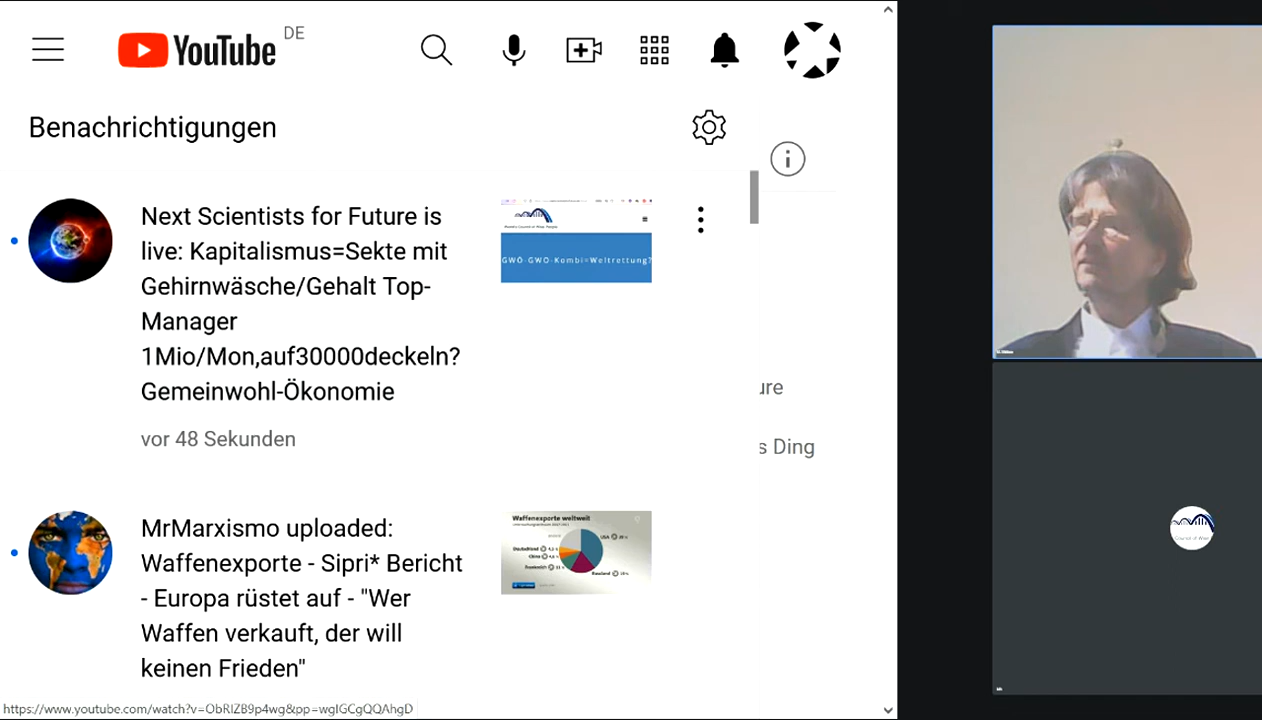 YouTube DE
Benachrichtigungen
Next Scientists for Future is
live: Kapitalismus=Sekte mit
Gehirnwäsche/Gehalt Top-
Manager
1Mio/Mon,auf30000deckeln?
Gemeinwohl-Ökonomie
vor 48 Sekunden
GWÖ-GWO-Kombi=Weltrettung?
ure
s Ding
MrMarxismo uploaded:
Waffenexporte - Sipri* Bericht
- Europa rüstet auf - "Wer
Waffen verkauft, der will
keinen Frieden"
Waffenexporte weltweit
USA
Deutschland
China
Frankreich
Russland
https://www.youtube.com/watch?v=ObRIZB9p4wg&pp=wgIGCgQQAhgD